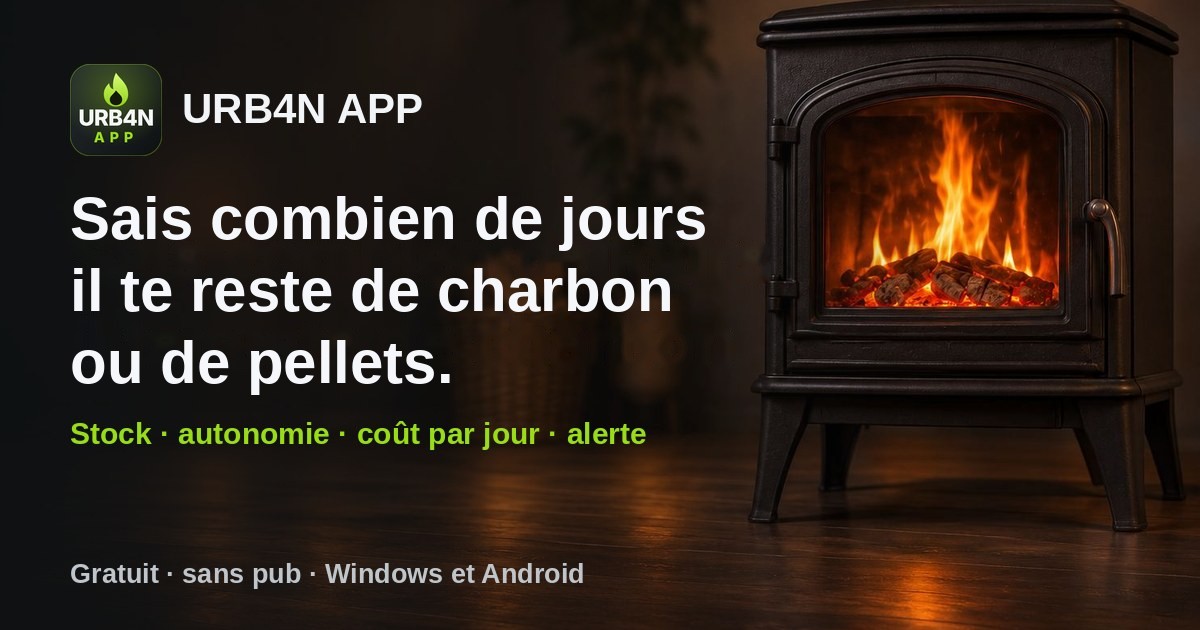 URB4N
APP
URB4N APP
Sais combien de jours
il te reste de charbon
ou de pellets.
Stock · autonomie · coût par jour · alerte
Gratuit · sans pub · Windows et Android